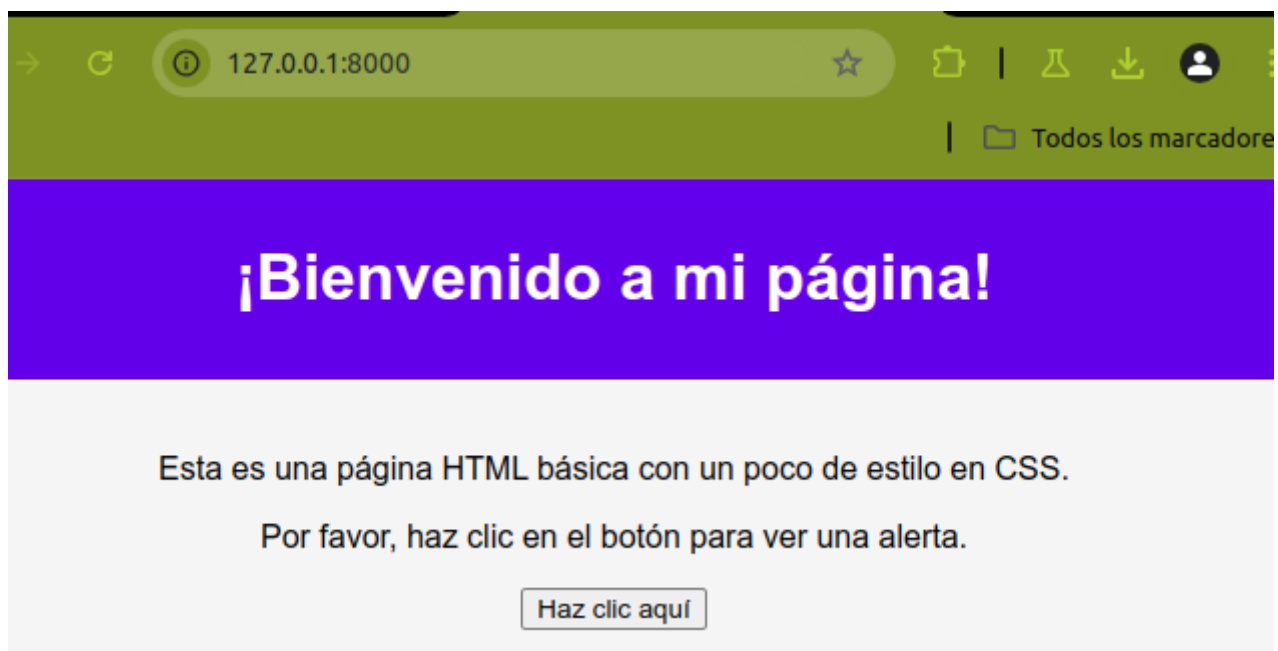 127.0.0.1:8000
Todos los marcadore
¡Bienvenido a mi página!
Esta es una página HTML básica con un poco de estilo en CSS.
Por favor, haz clic en el botón para ver una alerta.
Haz clic aquí